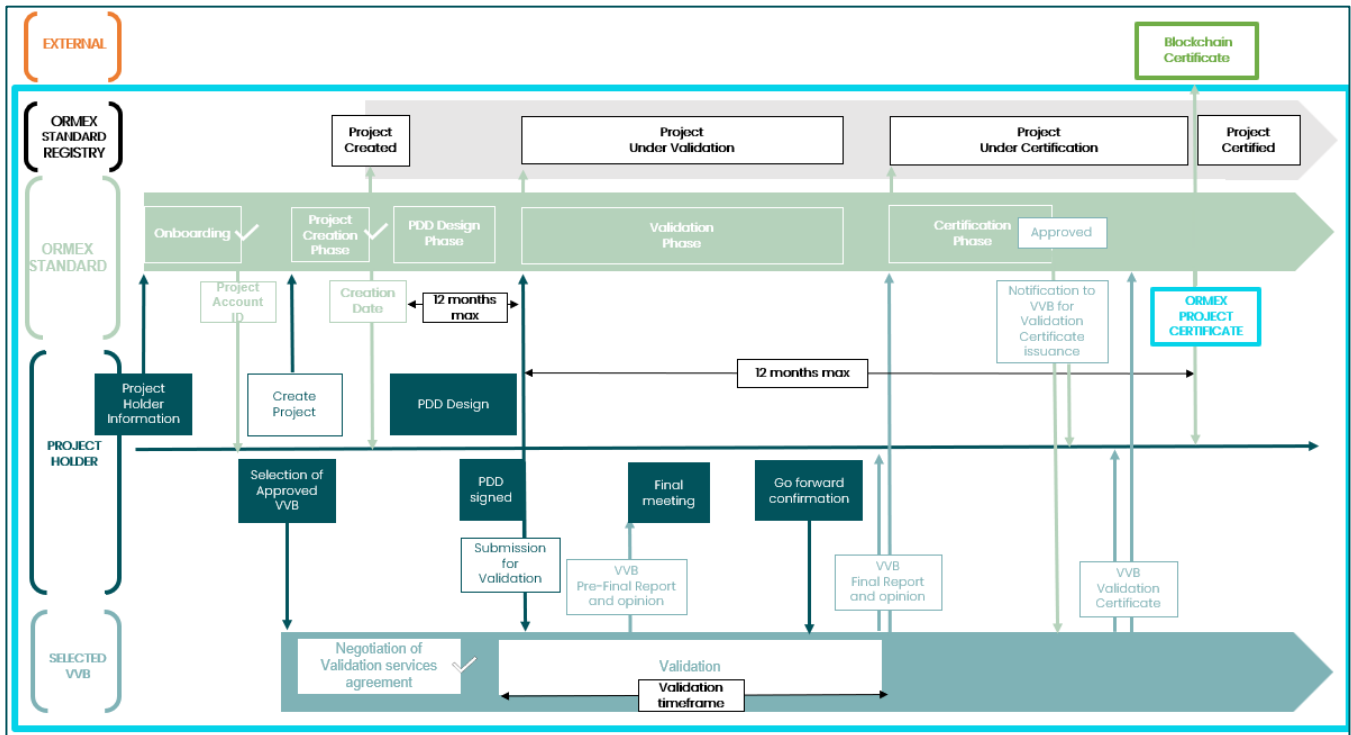 EXTERNAL
Blockchain
Certificate
ORMEX
STANDARD
REGISTRY
Project
Created
Project
Under Validation
Project
Under Certification
Project
Certified
ORMEX
STANDARD
Onboarding
Project
Creation
Phase
PDD Design
Phase
Validation
Phase
Certification
Phase
Approved
Project
Account
ID
Creation
Date
12 months
max
Notification to
VVB for
Validation
Certificate
issuance
ORMEX
PROJECT
CERTIFICATE
12 months max
PROJECT
HOLDER
Project
Holder
Information
Create
Project
PDD Design
Selection of
Approved
VVB
PDD
signed
Final
meeting
Go forward
confirmation
Submission
for
Validation
VVB
Pre-Final Report
and opinion
VVB
Final Report
and opinion
VVB
Validation
Certificate
SELECTED
VVB
Negotiation of
Validation services
agreement
Validation
Validation
timeframe